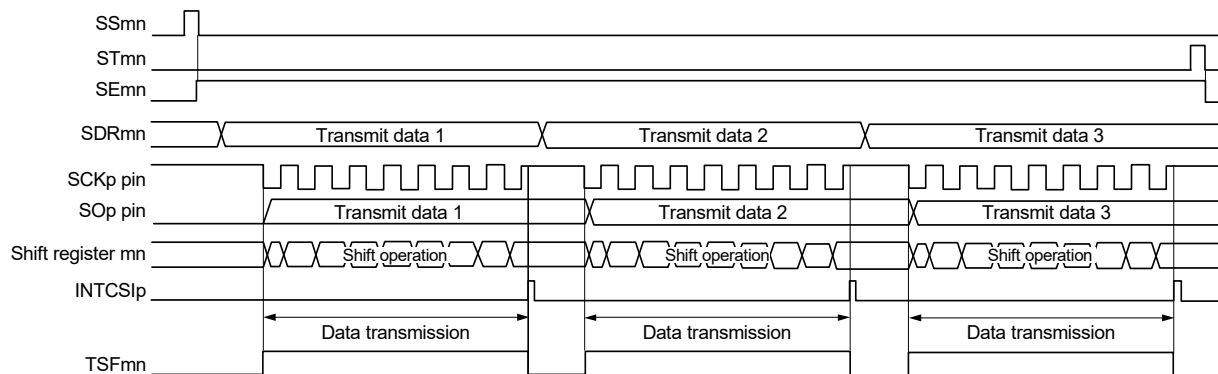 SSmn
STmn
SEmn
SDRmn Transmit data 1 Transmit data 2 Transmit data 3
SCKp pin
SOp pin Transmit data 1 Transmit data 2 Transmit data 3
Shift register mn Shift operation Shift operation Shift operation
INTCSIp
Data transmission Data transmission Data transmission
TSFmn